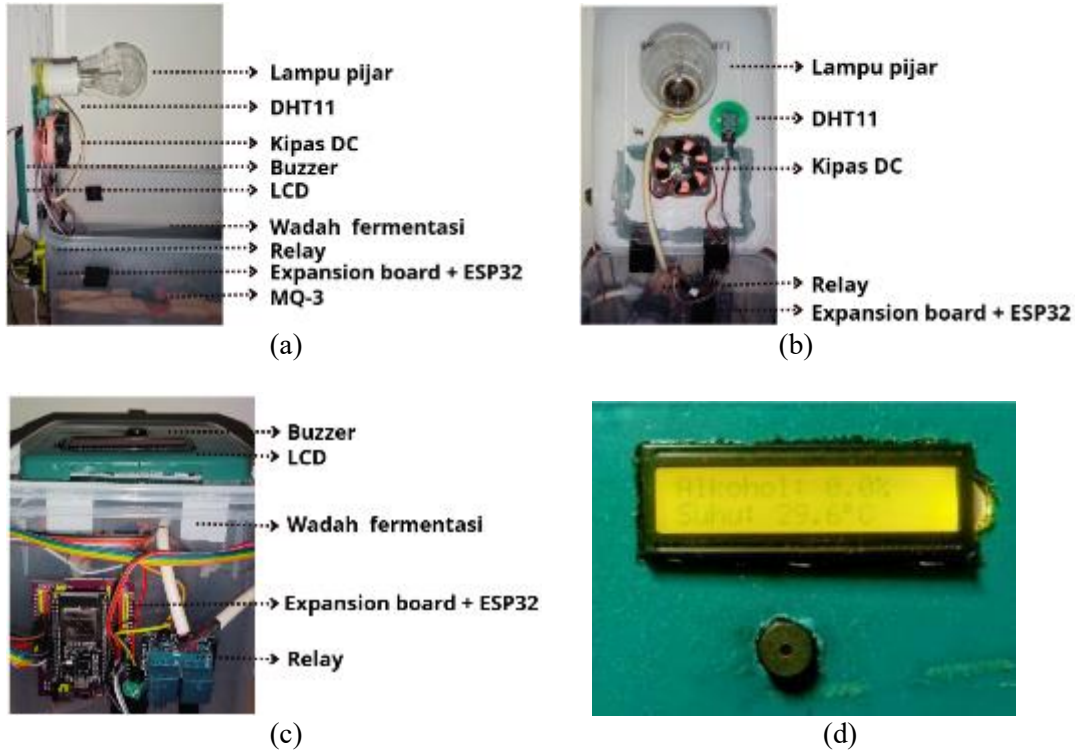 Lampu pijar
DHT11
Kipas DC
Buzzer
LCD
Wadah fermentasi
Relay
Expansion board + ESP32
MQ-3
(a)
Lampu pijar
DHT11
Kipas DC
Relay
Expansion board + ESP32
(b)
Buzzer
LCD
Wadah fermentasi
Expansion board + ESP32
Relay
(c)
Alkohol: 0.0%
Suhu: 29.6°C
(d)